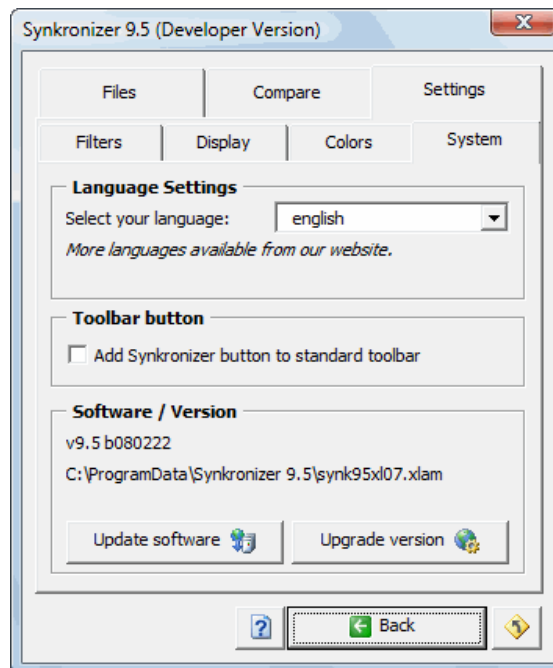 Synkronizer 9.5 (Developer Version)
Files Compare Settings
Filters Display Colors System
Language Settings
Select your language: english
More languages available from our website.
Toolbar button
Add Synkronizer button to standard toolbar
Software / Version
v9.5 b080222
C:\ProgramData\Synkronizer 9.5\synk95xl07.xlam
Update software Upgrade version
? Back